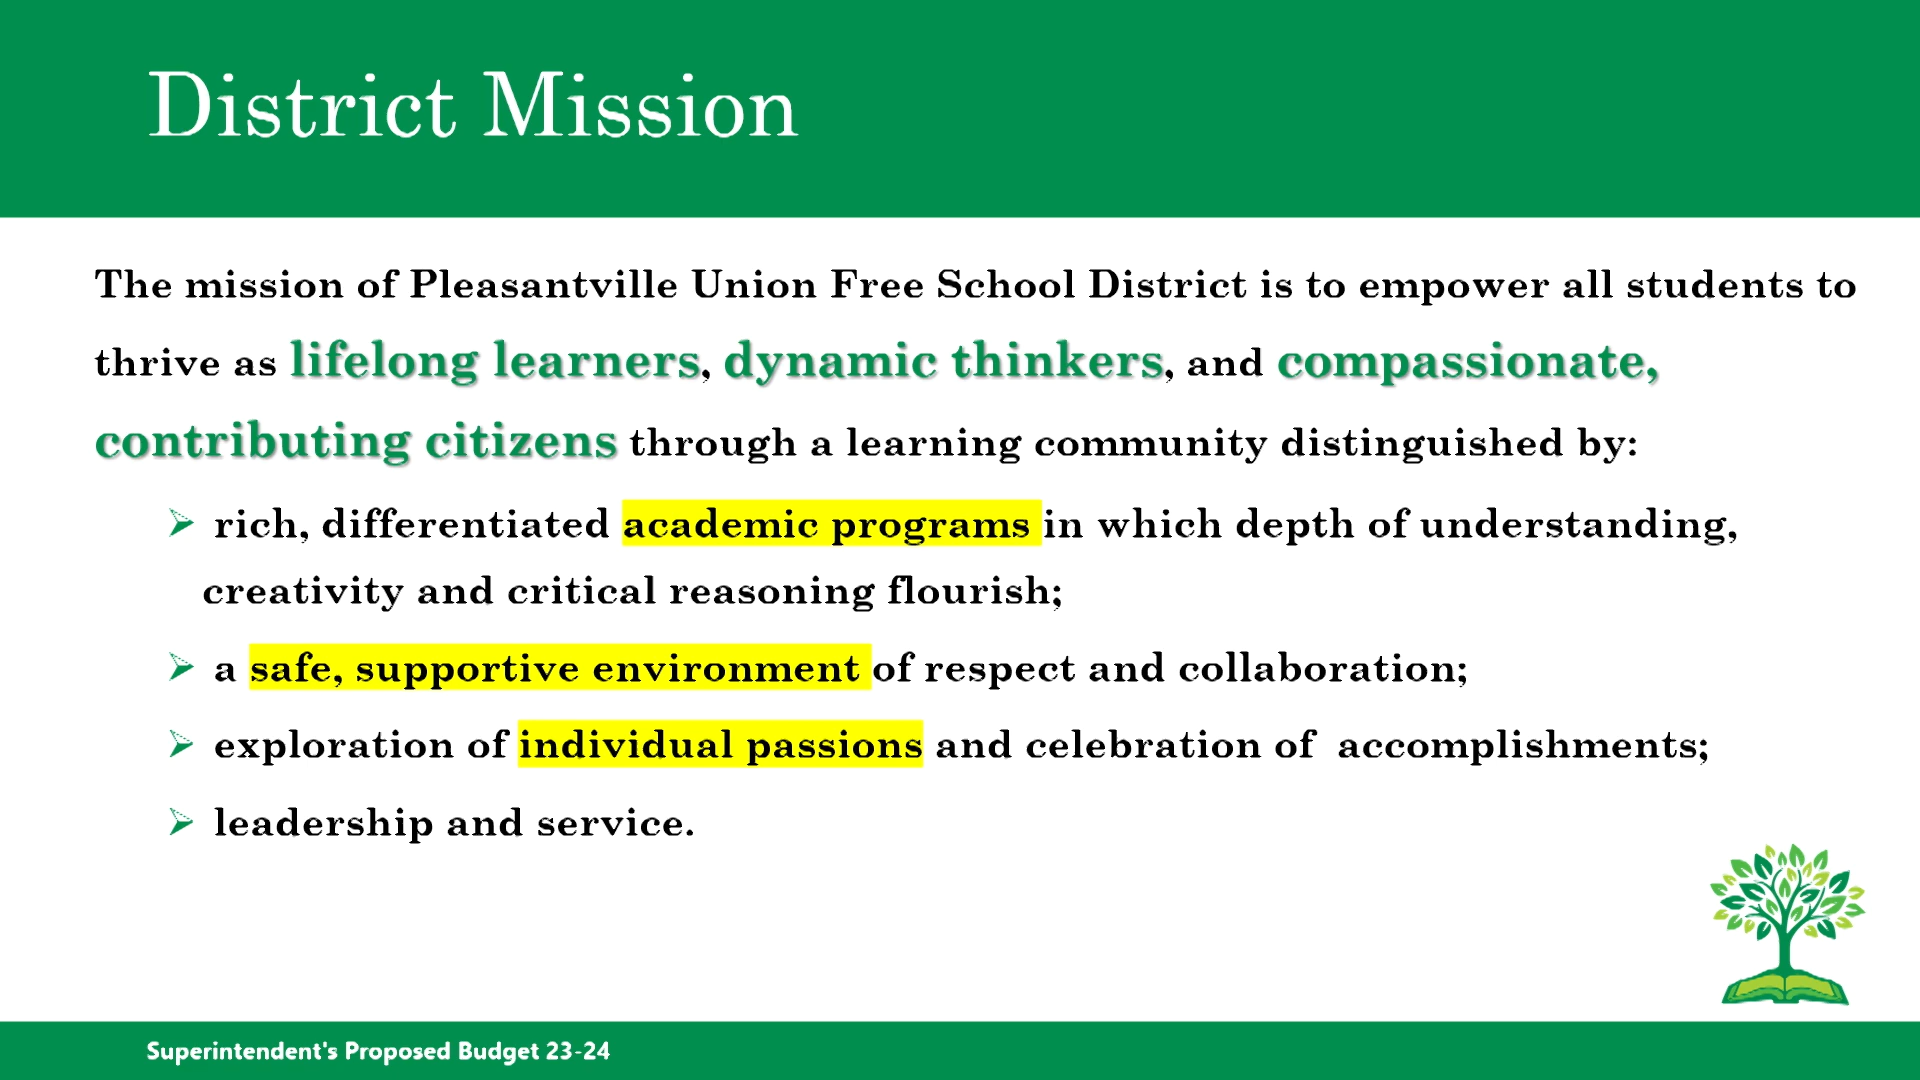 District Mission
The mission of Pleasantville Union Free School District is to empower all students to
thrive as lifelong learners, dynamic thinkers, and compassionate,
contributing citizens through a learning community distinguished by:
rich, differentiated academic programs in which depth of understanding,
creativity and critical reasoning flourish;
a safe, supportive environment of respect and collaboration;
exploration of individual passions and celebration of accomplishments;
leadership and service.
Superintendent's Proposed Budget 23-24